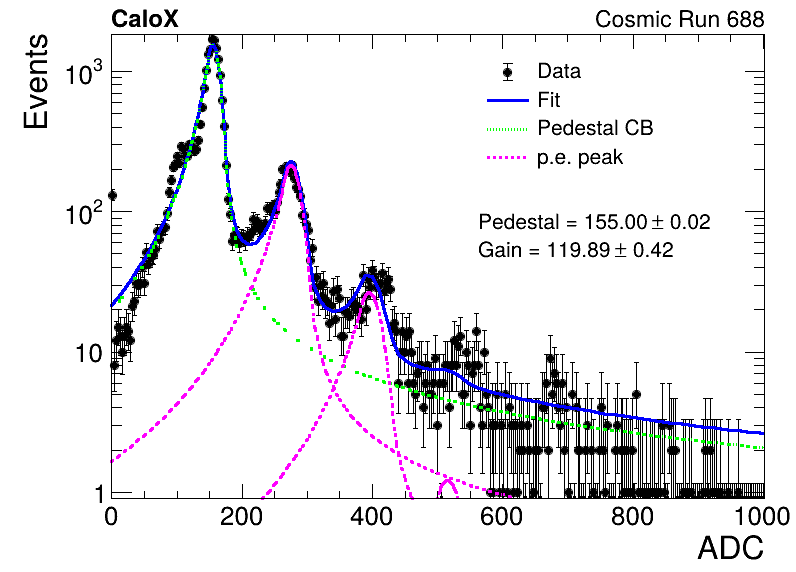 CaloX Cosmic Run 688
Events
10³
10²
10
1
Data
Fit
Pedestal CB
p.e. peak
Pedestal = 155.00 ± 0.02
Gain = 119.89 ± 0.42
0 200 400 600 800 1000
ADC